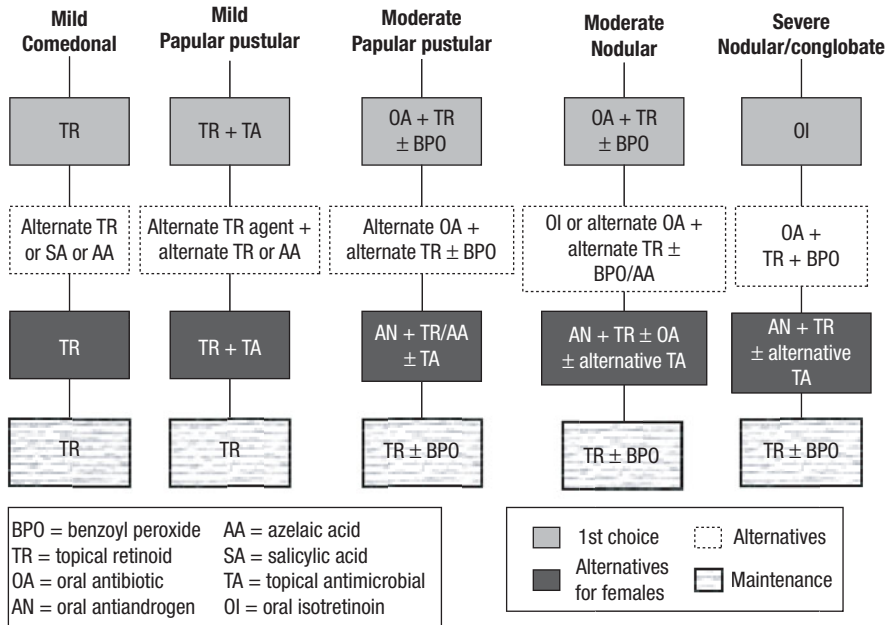 Mild
Comedonal
Mild
Papular pustular
Moderate
Papular pustular
Moderate
Nodular
Severe
Nodular/conglobate
TR
TR + TA
OA + TR
± BPO
OA + TR
± BPO
OI
Alternate TR
or SA or AA
Alternate TR agent +
alternate TR or AA
Alternate OA +
alternate TR ± BPO
OI or alternate OA +
alternate TR ±
BPO/AA
OA +
TR + BPO
TR
TR + TA
AN + TR/AA
± TA
AN + TR ± OA
± alternative TA
AN + TR
± alternative
TA
TR
TR
TR ± BPO
TR ± BPO
TR ± BPO
BPO = benzoyl peroxide
TR = topical retinoid
OA = oral antibiotic
AN = oral antiandrogen
AA = azelaic acid
SA = salicylic acid
TA = topical antimicrobial
OI = oral isotretinoin
1st choice
Alternatives
for females
Alternatives
Maintenance